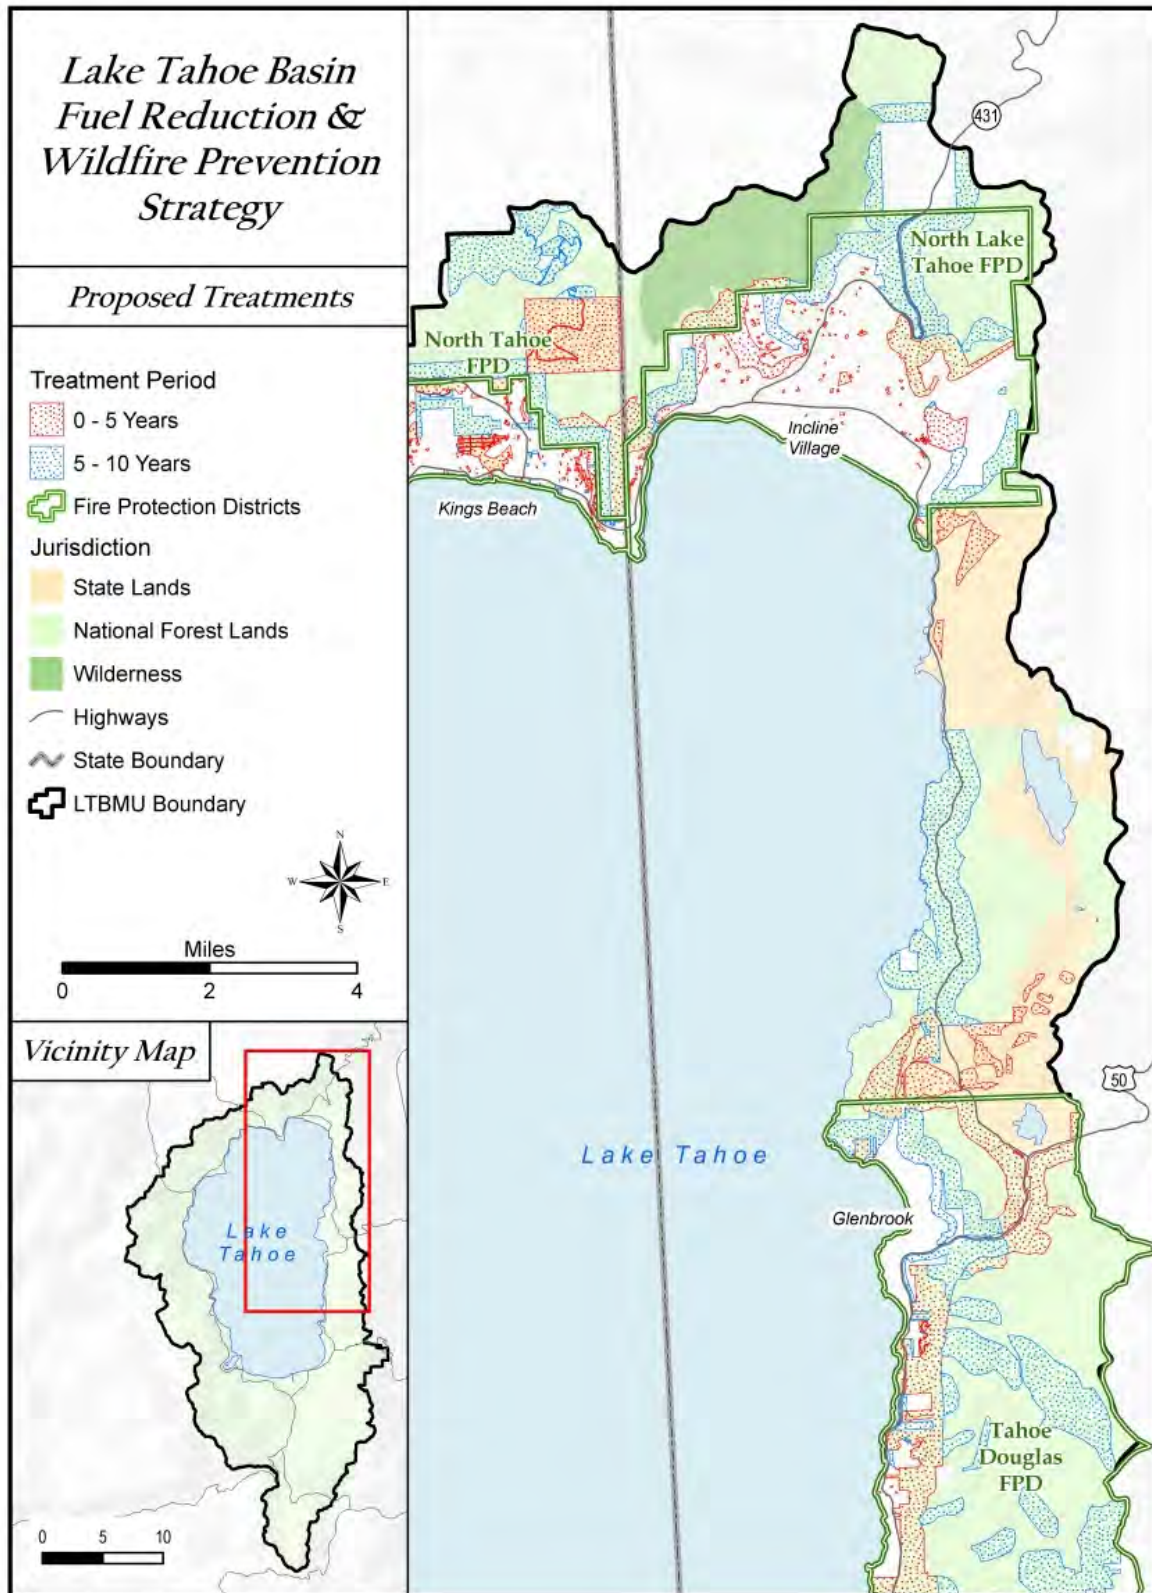 Lake Tahoe Basin
Fuel Reduction &
Wildfire Prevention
Strategy
Proposed Treatments
Treatment Period
0 - 5 Years
5 - 10 Years
Fire Protection Districts
Jurisdiction
State Lands
National Forest Lands
Wilderness
Highways
State Boundary
LTBMU Boundary
N
W E
S
Miles
0 2 4
Vicinity Map
Lake
Tahoe
0 5 10
431
North Lake
Tahoe FPD
North Tahoe
FPD
Incline
Village
Kings Beach
50
Lake Tahoe
Glenbrook
Tahoe
Douglas
FPD